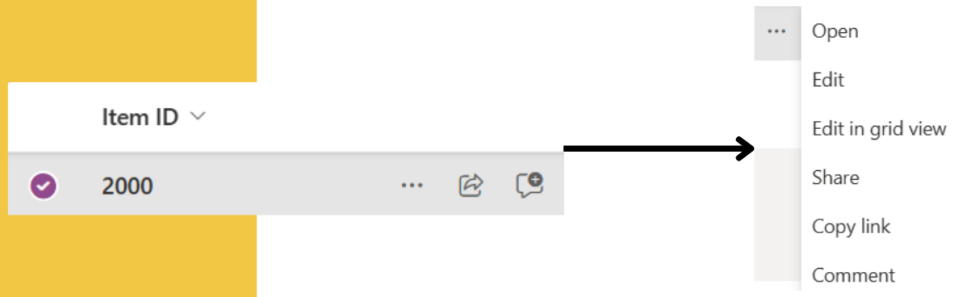 Item ID
2000
Open
Edit
Edit in grid view
Share
Copy link
Comment